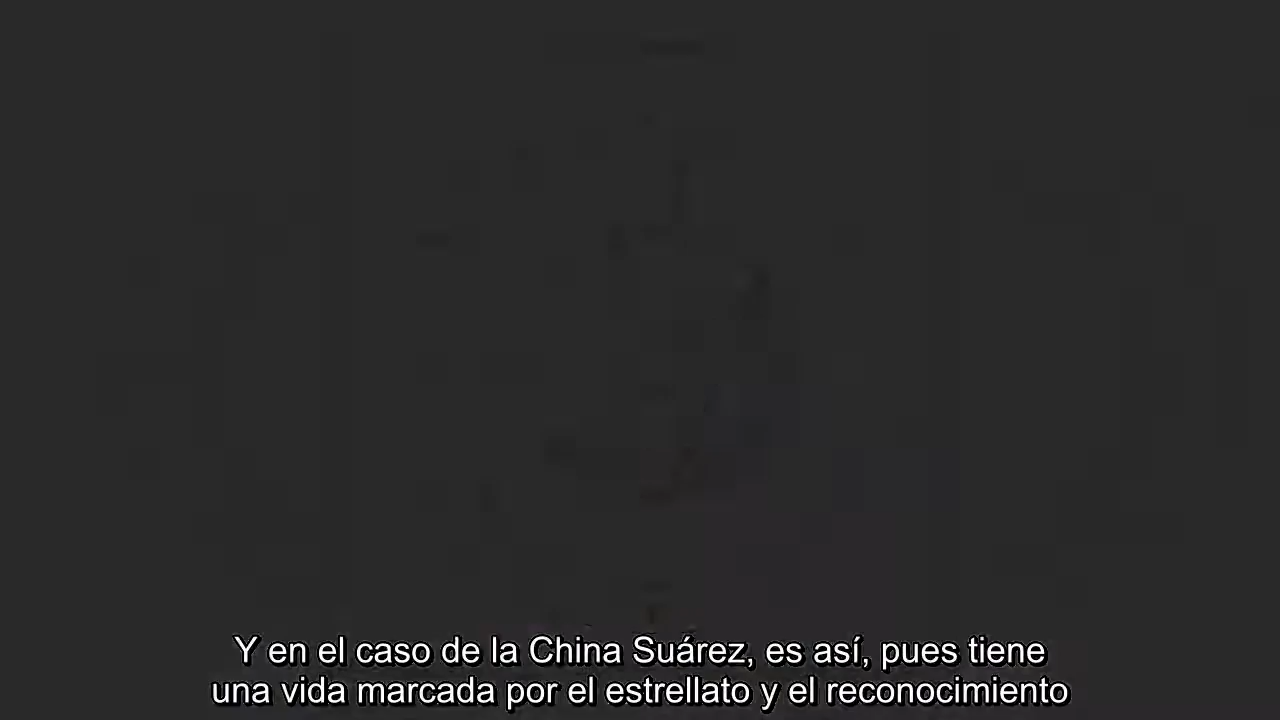 Y en el caso de la China Suárez, es así, pues tiene
una vida marcada por el estrellato y el reconocimiento